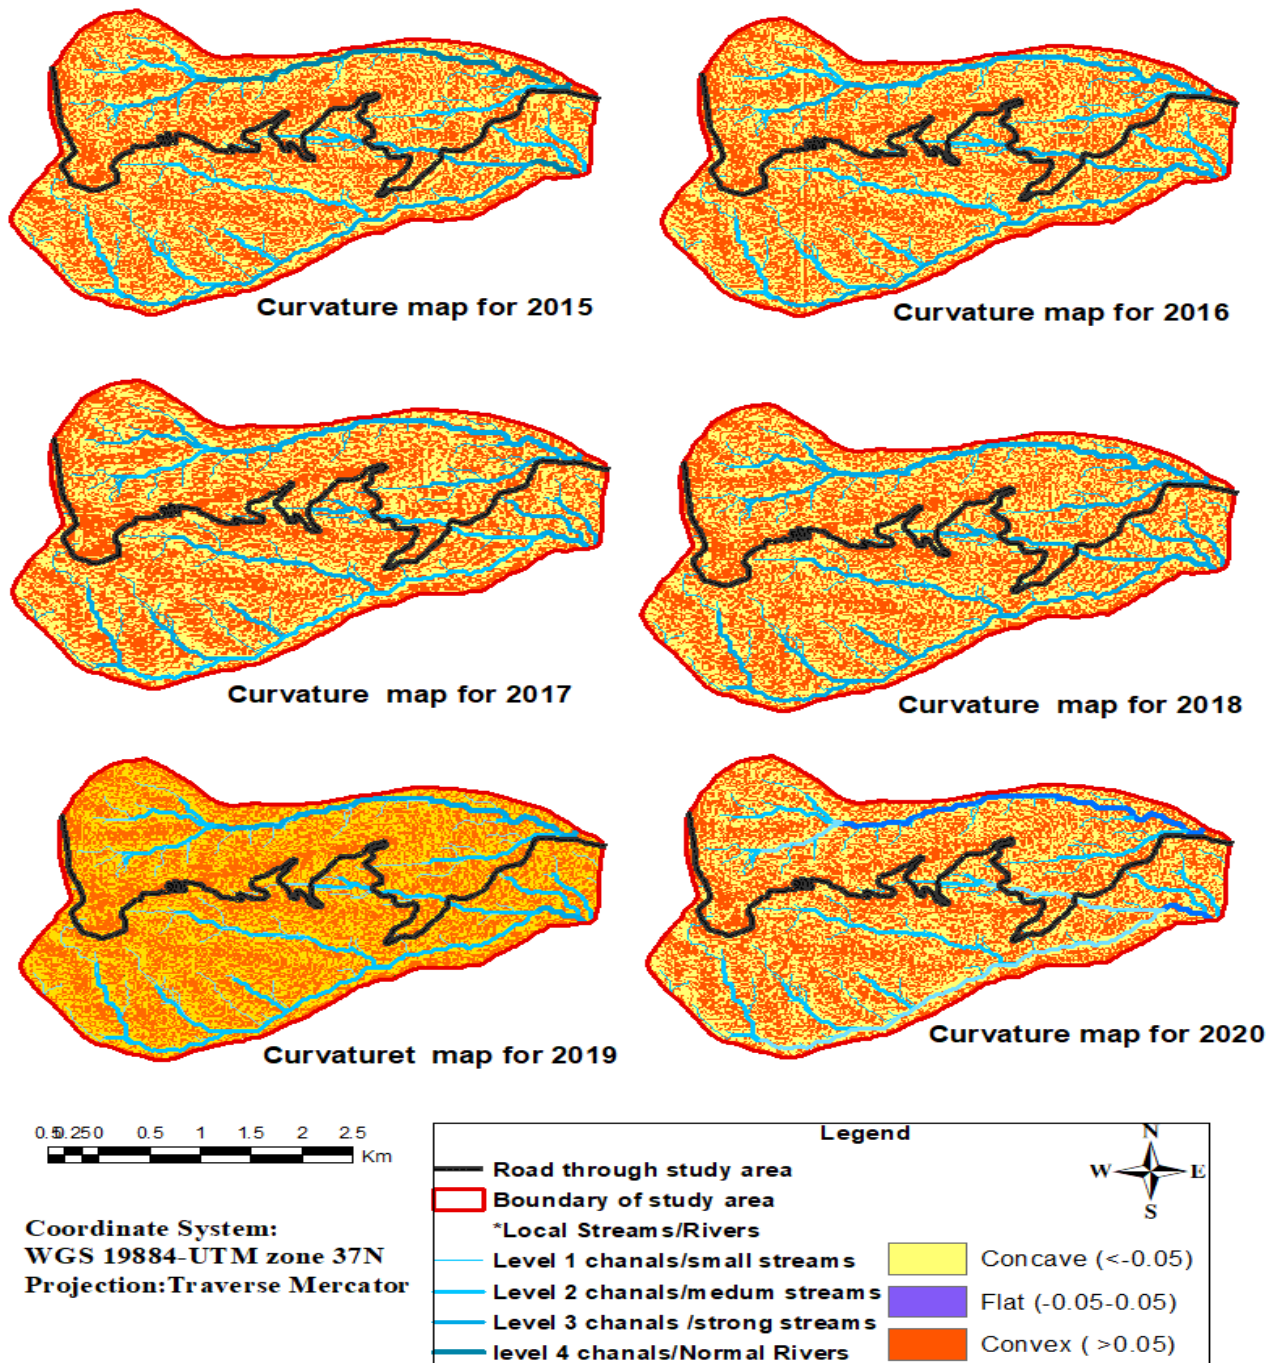 Curvature map for 2015
Curvature map for 2016
Curvature map for 2017
Curvature map for 2018
Curvaturet map for 2019
Curvature map for 2020
0.50.250 0.5 1 1.5 2 2.5
Km
Coordinate System:
WGS 19884-UTM zone 37N
Projection:Traverse Mercator
Legend
Road through study area
Boundary of study area
*Local Streams/Rivers
Level 1 chanals/small streams
Level 2 chanals/medum streams
Level 3 chanals /strong streams
level 4 chanals/Normal Rivers
N
W E
S
Concave (<-0.05)
Flat (-0.05-0.05)
Convex ( >0.05)